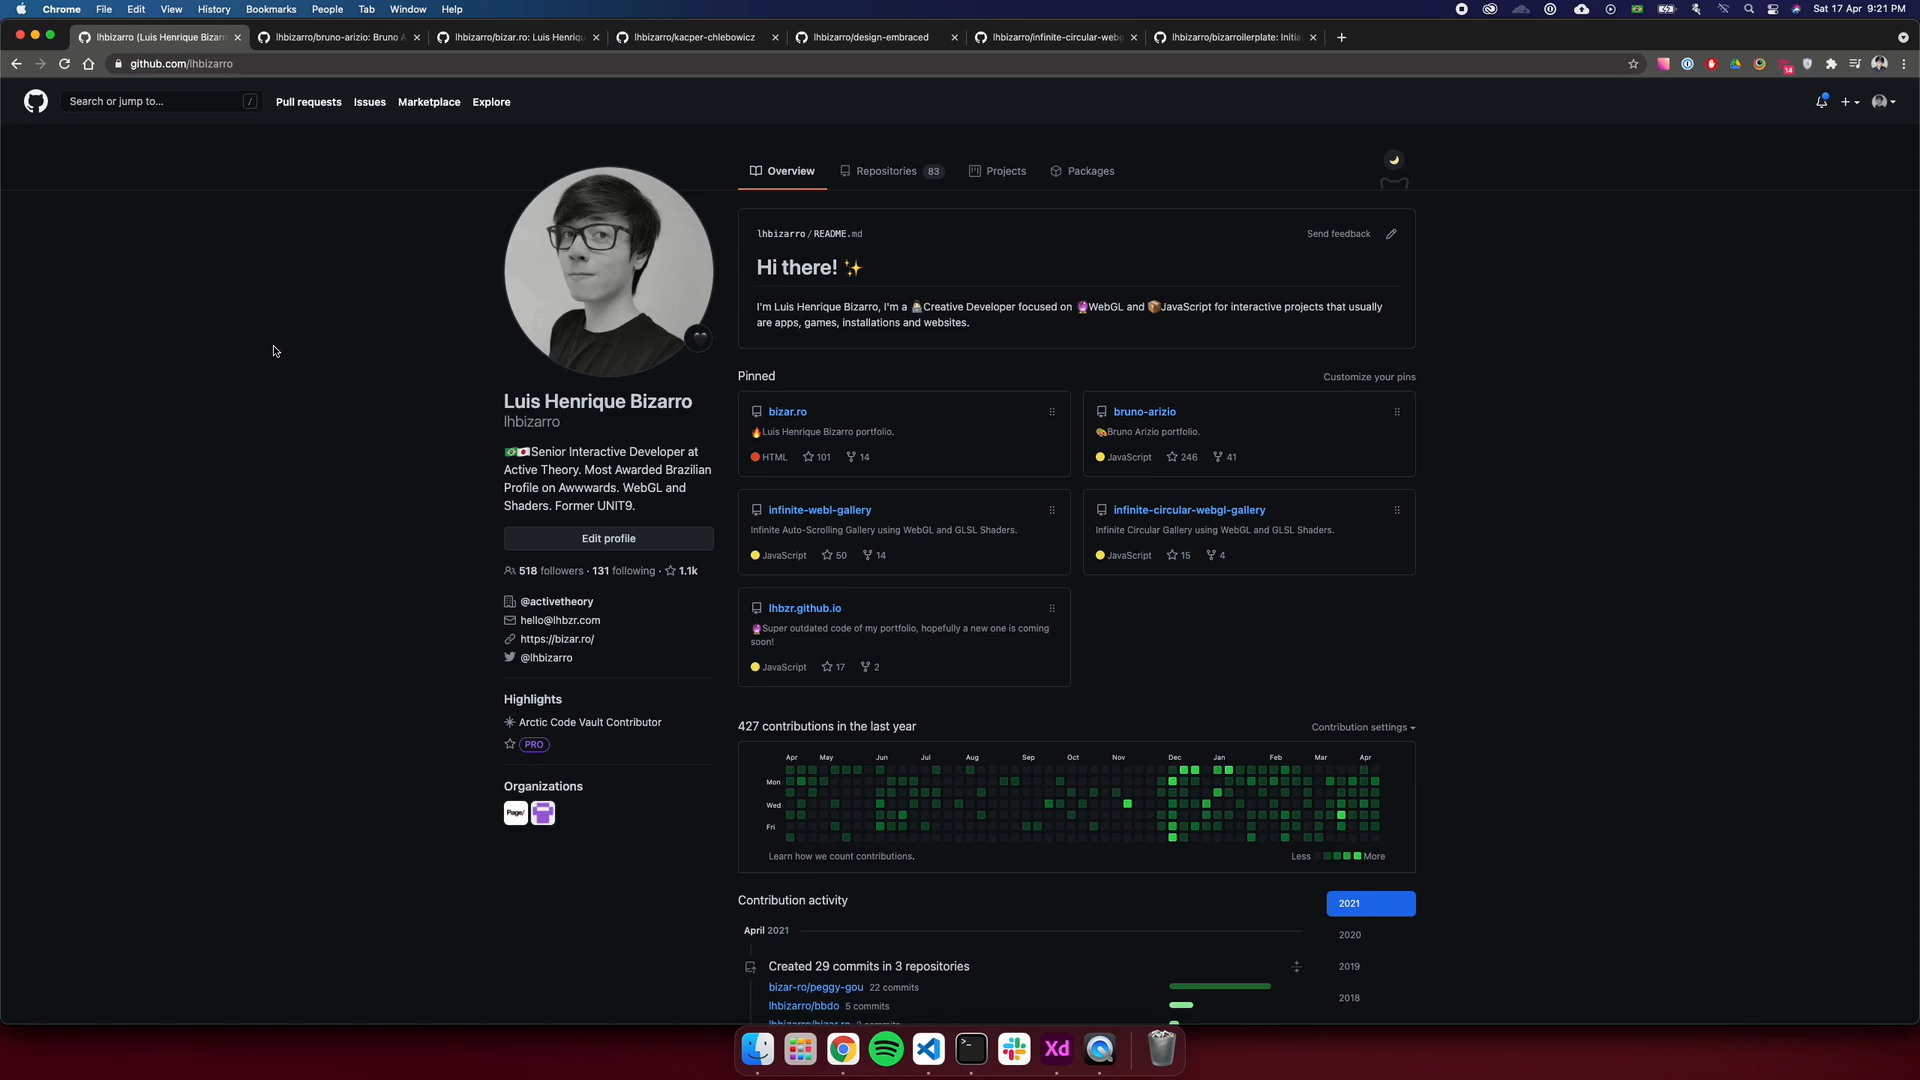 Chrome File Edit View History Bookmarks People Tab Window Help Sat 17 Apr 9:21 PM
lhbizarro (Luis Henrique Bizarr lhbizarro/bruno-arizio: Bruno A lhbizarro/bizar.ro: Luis Henriqu lhbizarro/kacper-chlebowicz lhbizarro/design-embraced lhbizarro/infinite-circular-webg lhbizarro/bizarroilerplate: Initia
github.com/lhbizarro 14
Search or jump to... / Pull requests Issues Marketplace Explore
Overview Repositories 83 Projects Packages
lhbizarro / README.md Send feedback
Hi there! ✨
I'm Luis Henrique Bizarro, I'm a Creative Developer focused on 🔮WebGL and 📦JavaScript for interactive projects that usually
are apps, games, installations and websites.
Luis Henrique Bizarro
lhbizarro
🇧🇷🇯🇵Senior Interactive Developer at
Active Theory. Most Awarded Brazilian
Profile on Awwwards. WebGL and
Shaders. Former UNIT9.
Edit profile
518 followers · 131 following · 1.1k
@activetheory
hello@lhbzr.com
https://bizar.ro/
@lhbizarro
Highlights
Arctic Code Vault Contributor
PRO
Organizations
Page/
Pinned Customize your pins
bizar.ro
🔥Luis Henrique Bizarro portfolio.
HTML 101 14
bruno-arizio
🎨Bruno Arizio portfolio.
JavaScript 246 41
infinite-webl-gallery
Infinite Auto-Scrolling Gallery using WebGL and GLSL Shaders.
JavaScript 50 14
infinite-circular-webgl-gallery
Infinite Circular Gallery using WebGL and GLSL Shaders.
JavaScript 15 4
lhbzr.github.io
🔮Super outdated code of my portfolio, hopefully a new one is coming
soon!
JavaScript 17 2
427 contributions in the last year Contribution settings
Apr May Jun Jul Aug Sep Oct Nov Dec Jan Feb Mar Apr
Mon
Wed
Fri
Learn how we count contributions. Less More
Contribution activity 2021
April 2021 2020
Created 29 commits in 3 repositories 2019
bizar-ro/peggy-gou 22 commits
lhbizarro/bbdo 5 commits 2018
Xd